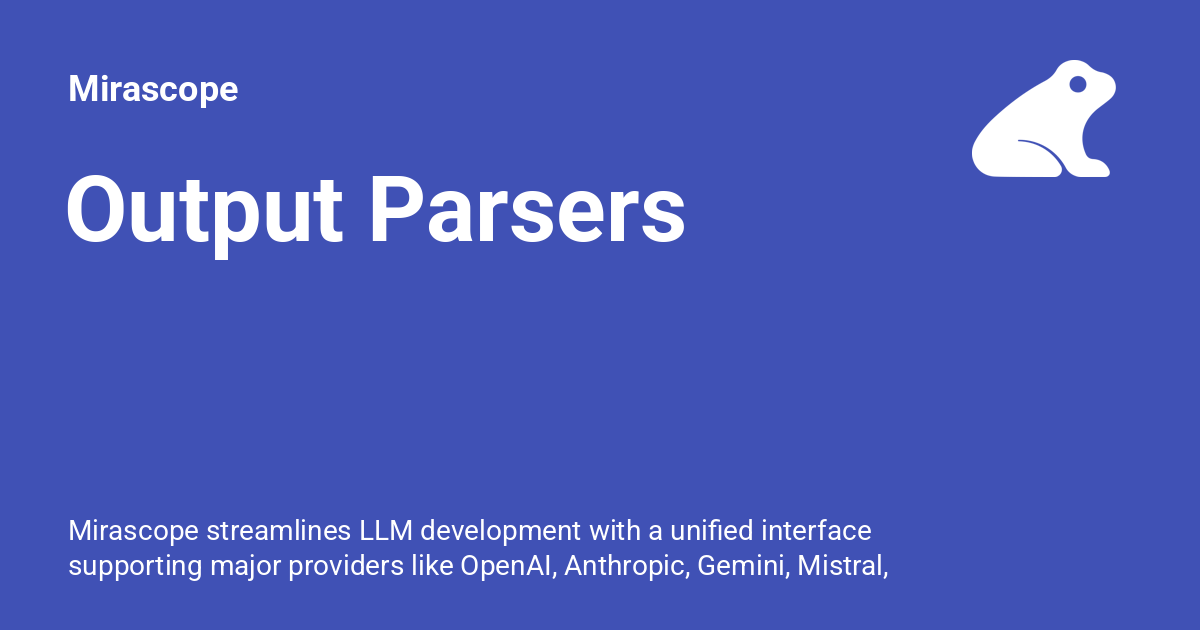 Mirascope
Output Parsers
Mirascope streamlines LLM development with a unified interface
supporting major providers like OpenAI, Anthropic, Gemini, Mistral,